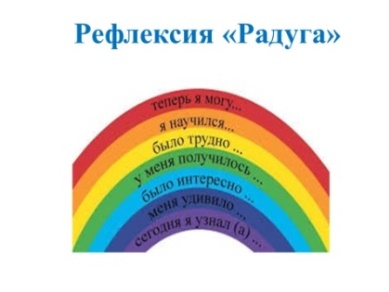 Рефлексия «Радуга»
теперь я могу...
я научился...
было трудно ...
у меня получилось ...
было интересно ...
меня удивило ...
сегодня я узнал (а) ...